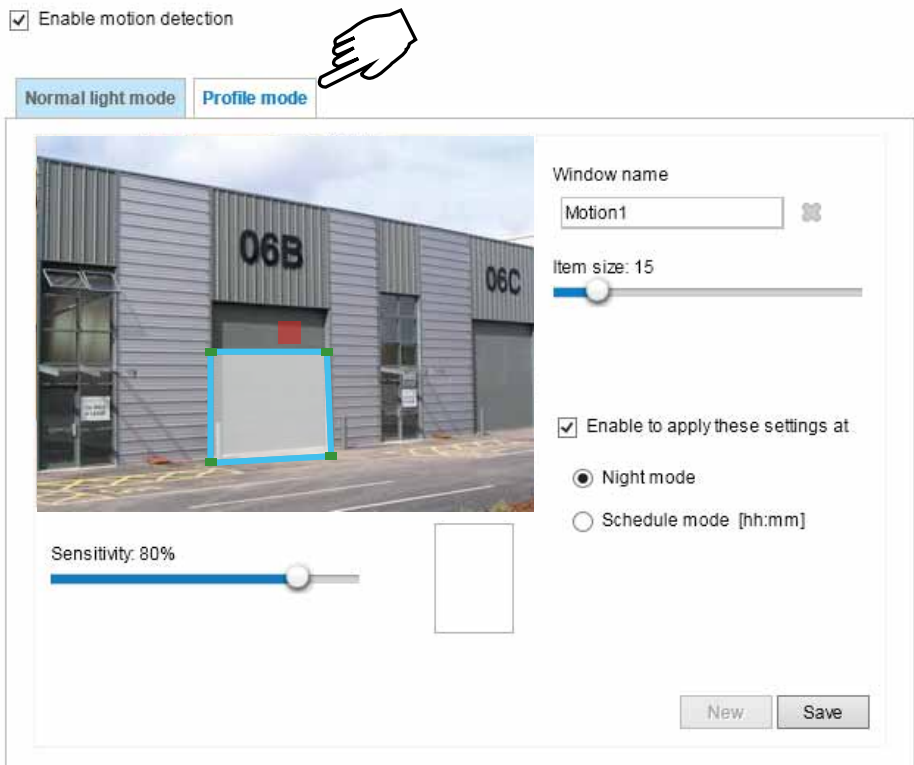 Enable motion detection
Normal light mode
Profile mode
06B
06C
Window name
Motion1
Item size: 15
Enable to apply these settings at
Night mode
Schedule mode [hh:mm]
Sensitivity: 80%
New
Save